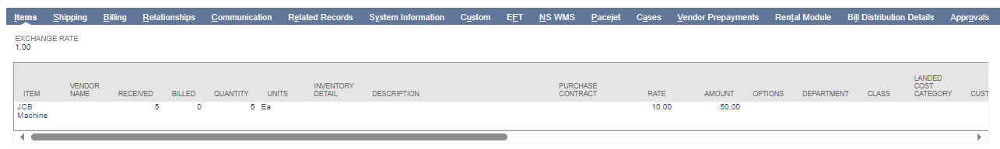 Items Shipping Billing Relationships Communication Related Records System Information Custom EFT NS WMS Pacejet Cases Vendor Prepayments Rental Module Bill Distribution Details Approvals
EXCHANGE RATE
1.00
ITEM VENDOR NAME RECEIVED BILLED QUANTITY UNITS INVENTORY DETAIL DESCRIPTION PURCHASE CONTRACT RATE AMOUNT OPTIONS DEPARTMENT CLASS LANDED COST CATEGORY CUST
JCB Machine 5 0 5 Ea 10.00 50.00